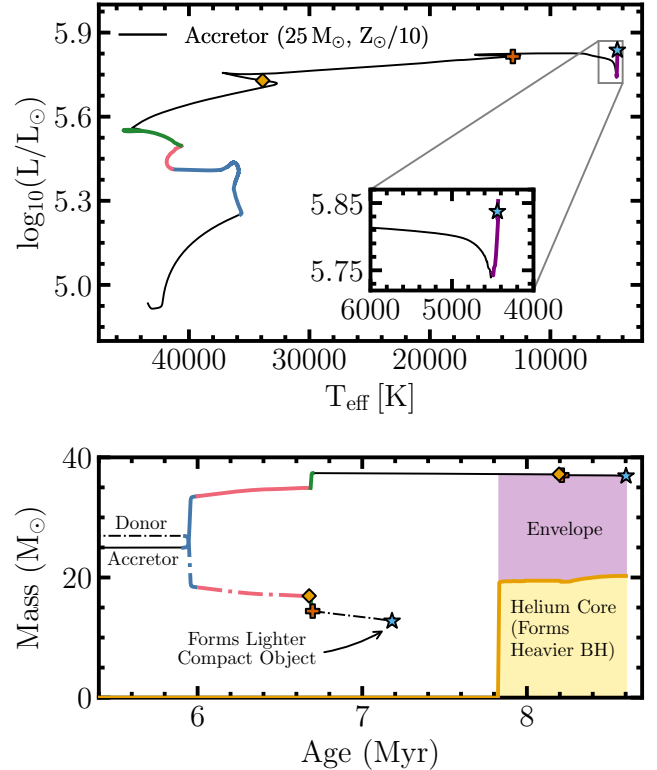 Accretor (25 M⊙, Z⊙/10)
log₁₀(L/L⊙)
5.9
5.6
5.3
5.0
5.85
5.75
6000
5000
4000
40000
30000
20000
10000
T_eff [K]
Mass (M⊙)
40
20
0
Donor
Accretor
Envelope
Helium Core
(Forms
Heavier BH)
Forms Lighter
Compact Object
6
7
8
Age (Myr)